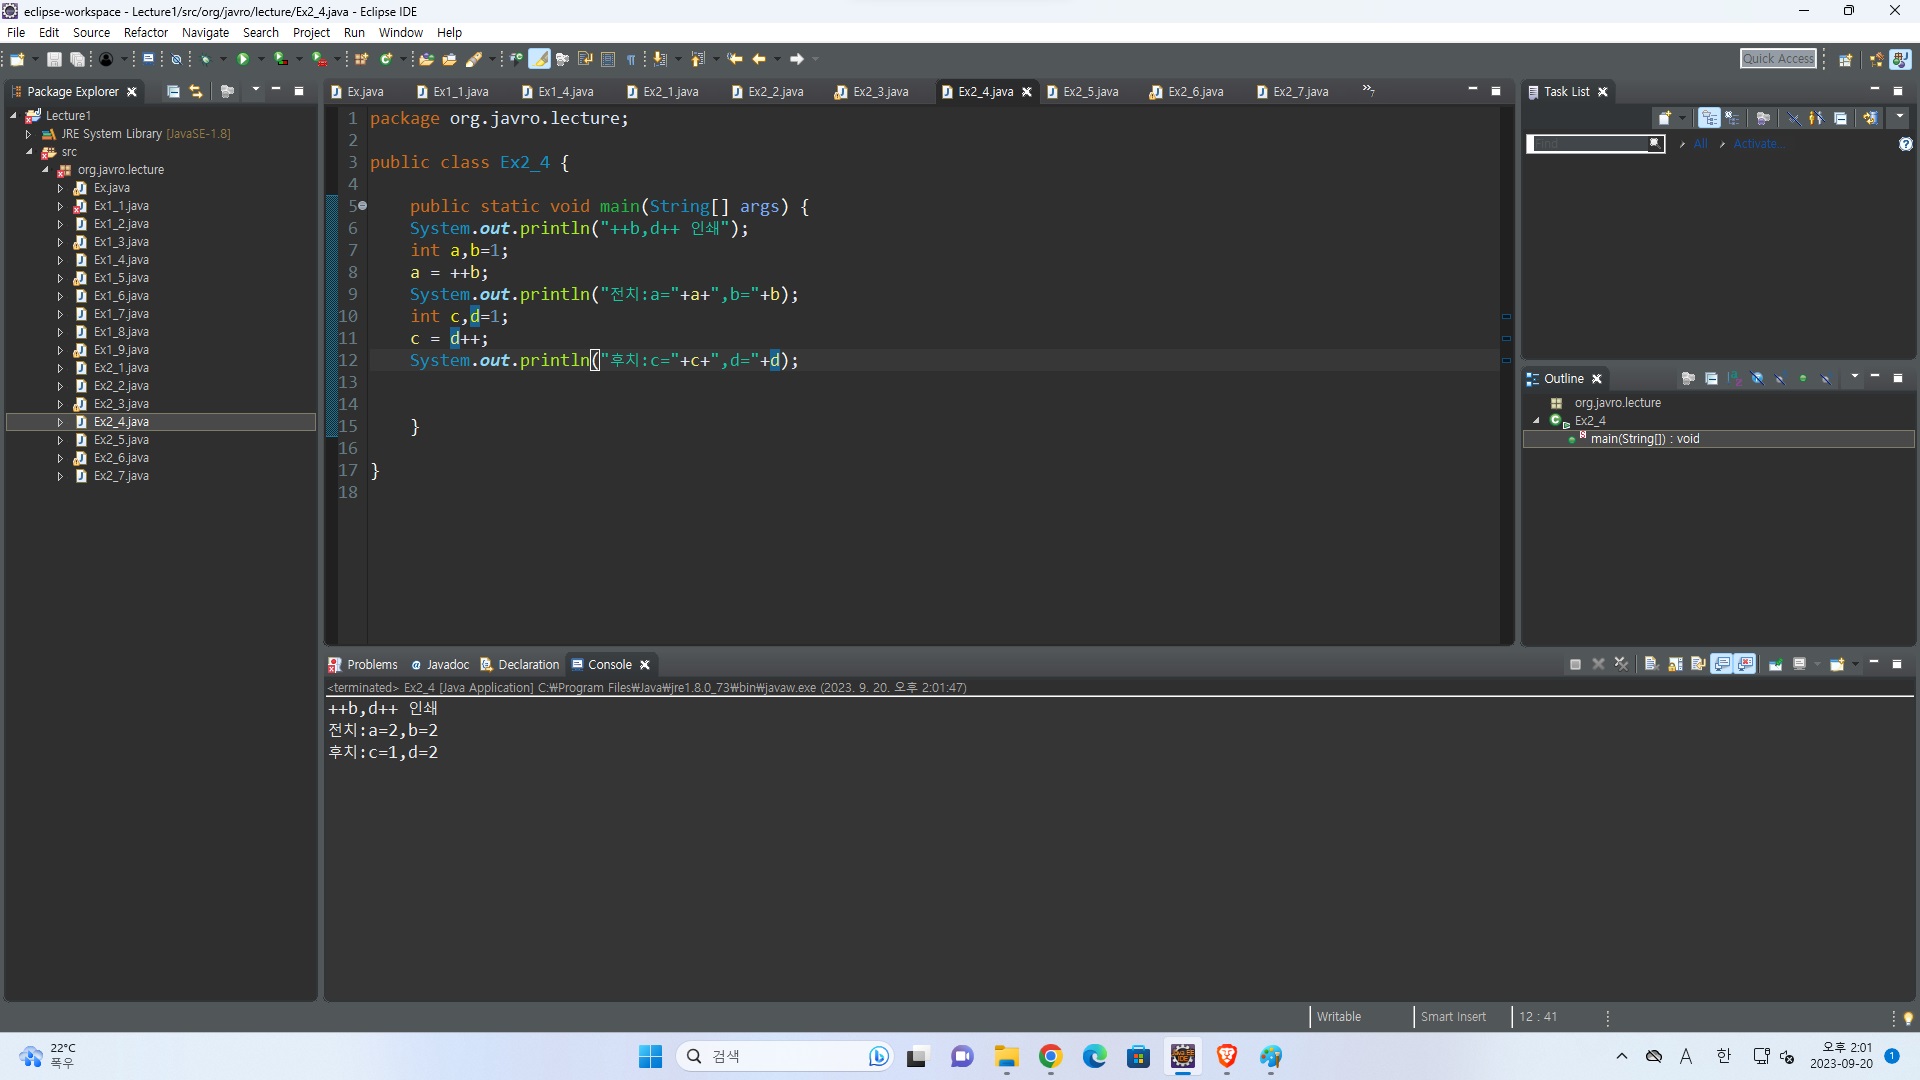 eclipse-workspace - Lecture1/src/org/javro/lecture/Ex2_4.java - Eclipse IDE
File Edit Source Refactor Navigate Search Project Run Window Help
Quick Access
Package Explorer
Lecture1
JRE System Library [JavaSE-1.8]
src
org.javro.lecture
Ex.java
Ex1_1.java
Ex1_2.java
Ex1_3.java
Ex1_4.java
Ex1_5.java
Ex1_6.java
Ex1_7.java
Ex1_8.java
Ex1_9.java
Ex2_1.java
Ex2_2.java
Ex2_3.java
Ex2_4.java
Ex2_5.java
Ex2_6.java
Ex2_7.java
Ex.java Ex1_1.java Ex1_4.java Ex2_1.java Ex2_2.java Ex2_3.java Ex2_4.java Ex2_5.java Ex2_6.java Ex2_7.java »7
1 package org.javro.lecture;
2
3 public class Ex2_4 {
4
5 public static void main(String[] args) {
6 System.out.println("++b,d++ 인쇄");
7 int a,b=1;
8 a = ++b;
9 System.out.println("전치:a="+a+",b="+b);
10 int c,d=1;
11 c = d++;
12 System.out.println("후치:c="+c+",d="+d);
13
14
15 }
16
17 }
18
Task List
Find All Activate...
Outline
org.javro.lecture
Ex2_4
main(String[]) : void
Problems Javadoc Declaration Console
<terminated> Ex2_4 [Java Application] C:₩Program Files₩Java₩jre1.8.0_73₩bin₩javaw.exe (2023. 9. 20. 오후 2:01:47)
++b,d++ 인쇄
전치:a=2,b=2
후치:c=1,d=2
Writable Smart Insert 12 : 41
22°C
폭우
검색
A 한
오후 2:01
2023-09-20
1